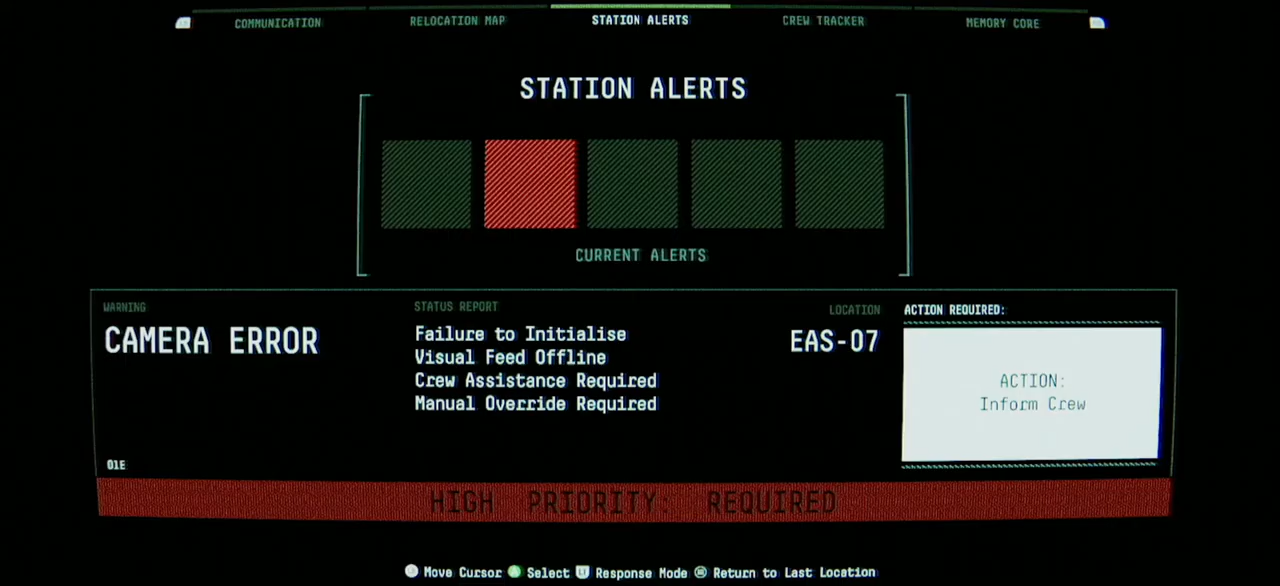 COMMUNICATION
RELOCATION MAP
STATION ALERTS
CREW TRACKER
MEMORY CORE
STATION ALERTS
CURRENT ALERTS
WARNING
CAMERA ERROR
01E
STATUS REPORT
Failure to Initialise
Visual Feed Offline
Crew Assistance Required
Manual Override Required
LOCATION
EAS-07
ACTION REQUIRED:
ACTION:
Inform Crew
HIGH PRIORITY: REQUIRED
Move Cursor Select Response Mode Return to Last Location